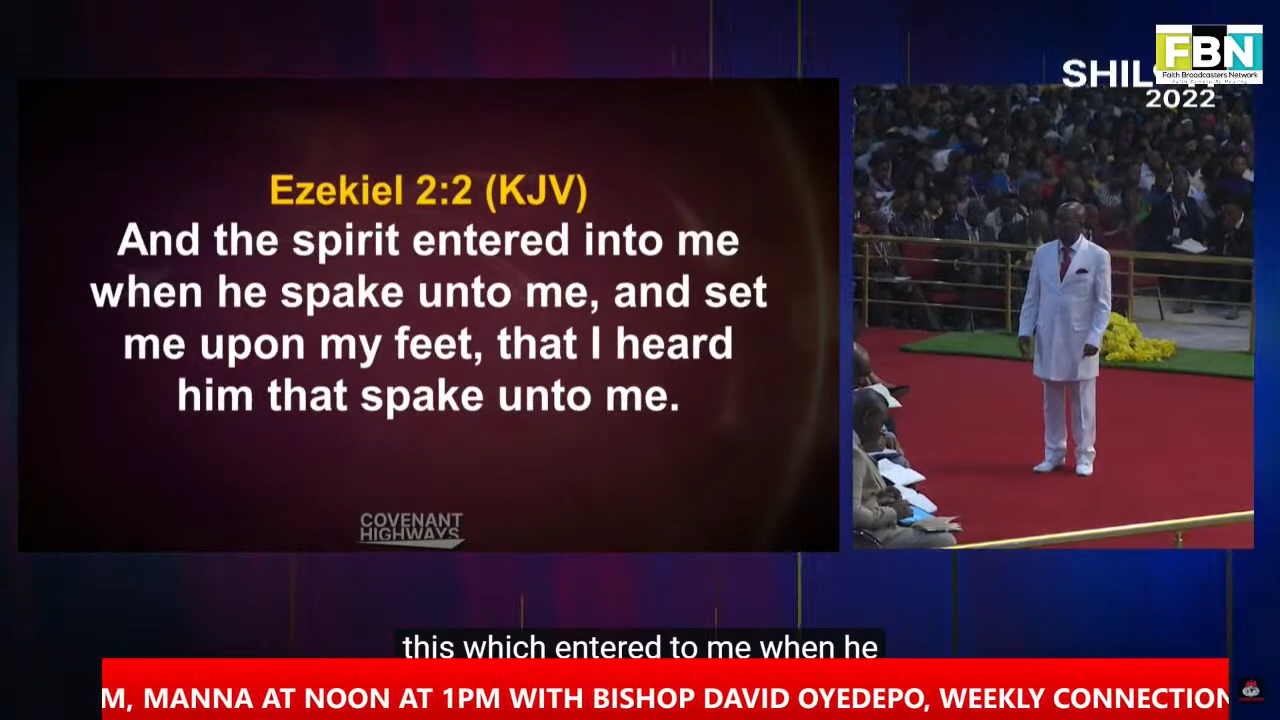 FBN
Faith Broadcasters Network
SHIL
2022
Ezekiel 2:2 (KJV)
And the spirit entered into me
when he spake unto me, and set
me upon my feet, that I heard
him that spake unto me.
COVENANT
HIGHWAYS
this which entered to me when he
M, MANNA AT NOON AT 1PM WITH BISHOP DAVID OYEDEPO, WEEKLY CONNECTION